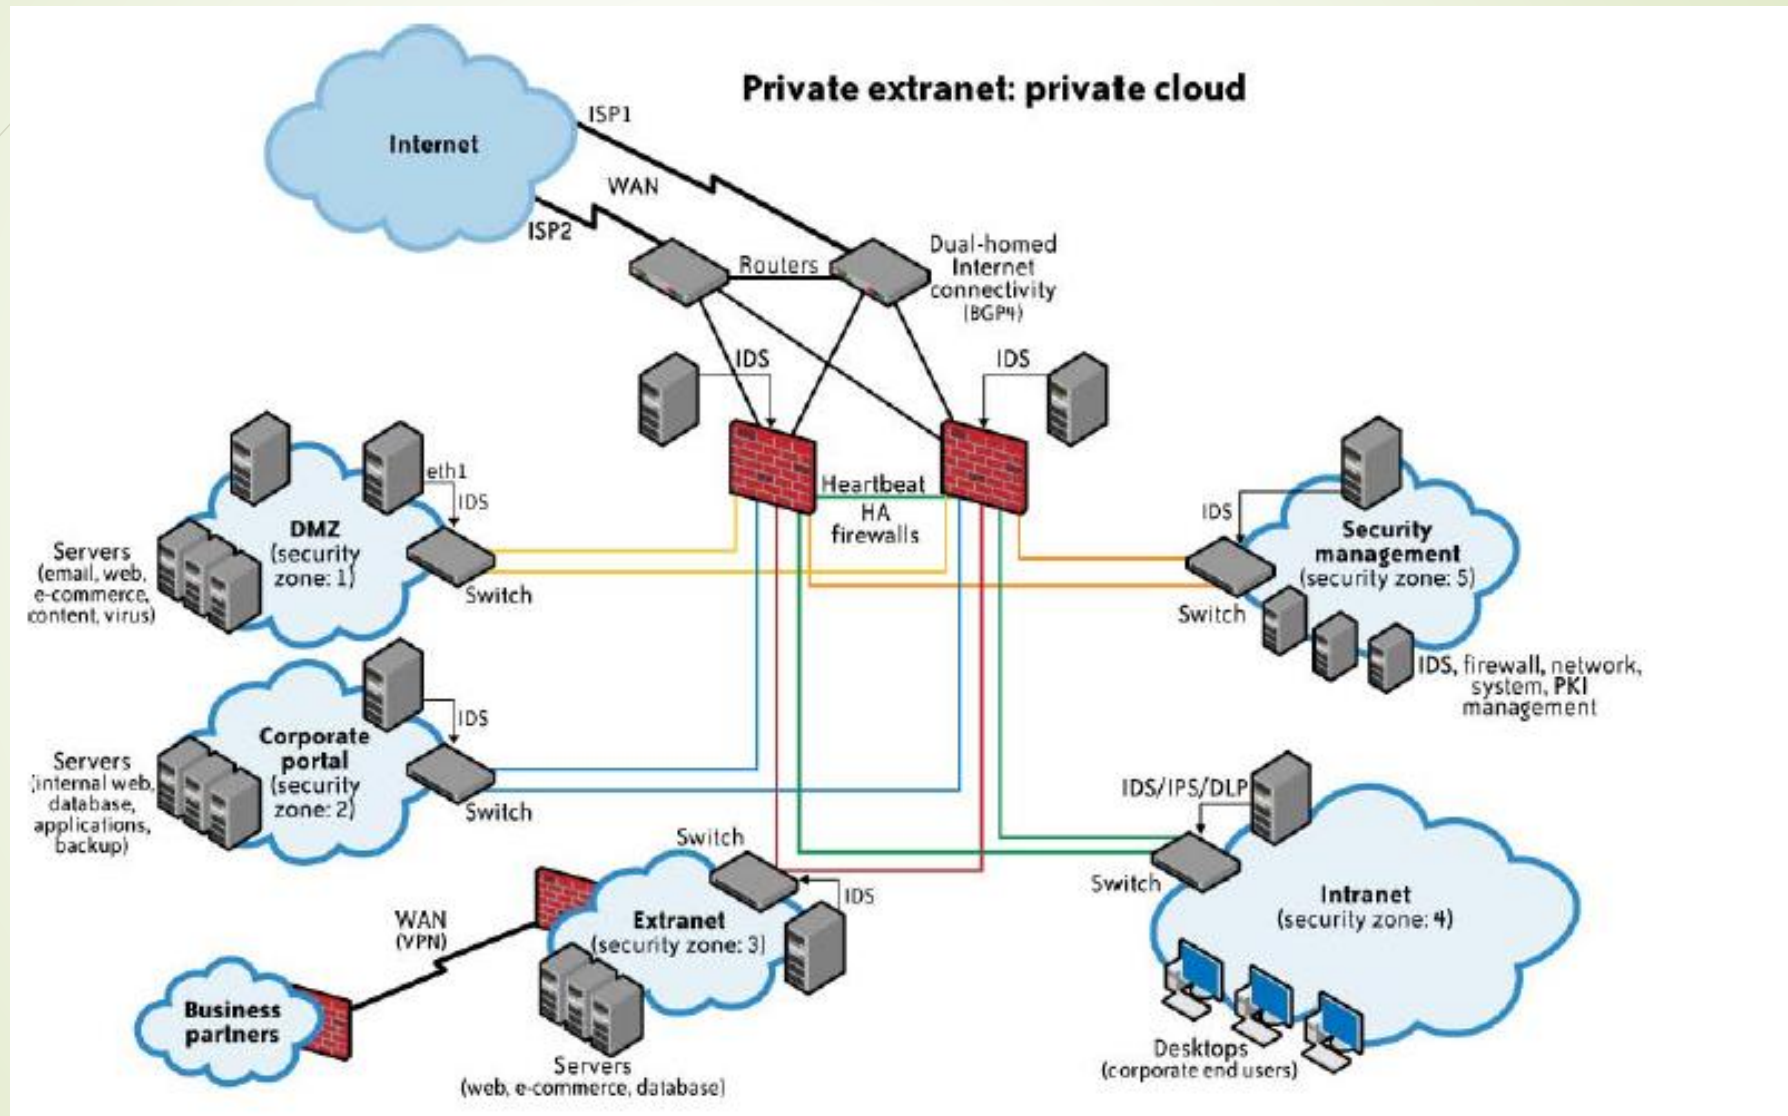 Private extranet: private cloud
Internet
ISP1
WAN
ISP2
Routers
Dual-homed
Internet
connectivity
(BGP4)
IDS
IDS
Heartbeat
HA
firewalls
eth1
IDS
DMZ
(security
zone: 1)
Servers
(email, web,
e-commerce,
content, virus)
Switch
IDS
Security
management
(security zone: 5)
Switch
IDS, firewall, network,
system, PKI
management
IDS
Corporate
portal
(security
zone: 2)
Servers
(internal web,
database,
applications,
backup)
Switch
IDS/IPS/DLP
Switch
Intranet
(security zone: 4)
Desktops
(corporate end users)
Switch
IDS
Extranet
(security zone: 3)
WAN
(VPN)
Business
partners
Servers
(web, e-commerce, database)